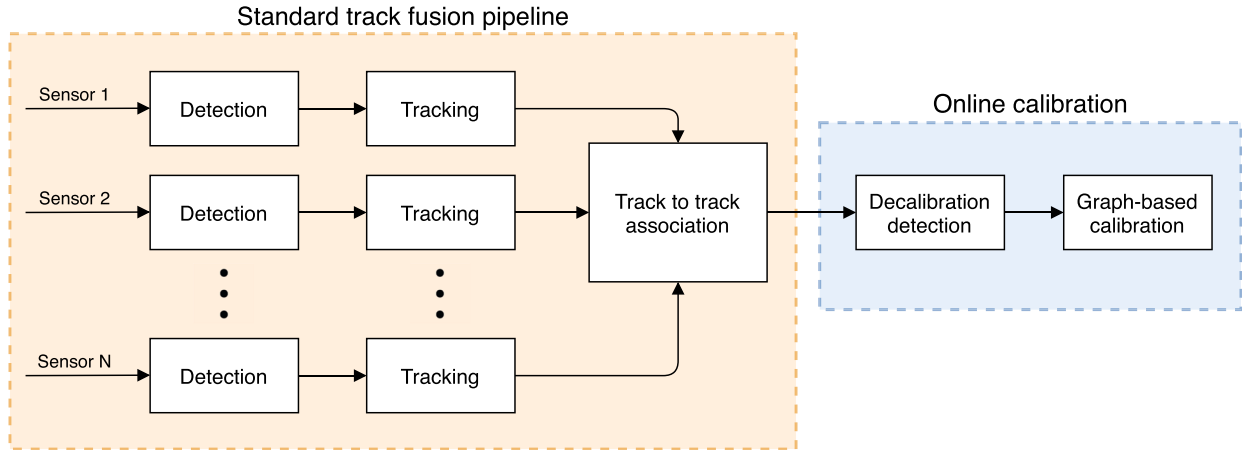 Standard track fusion pipeline
Sensor 1
Detection
Tracking
Online calibration
Sensor 2
Detection
Tracking
Track to track
association
Decalibration
detection
Graph-based
calibration
Sensor N
Detection
Tracking